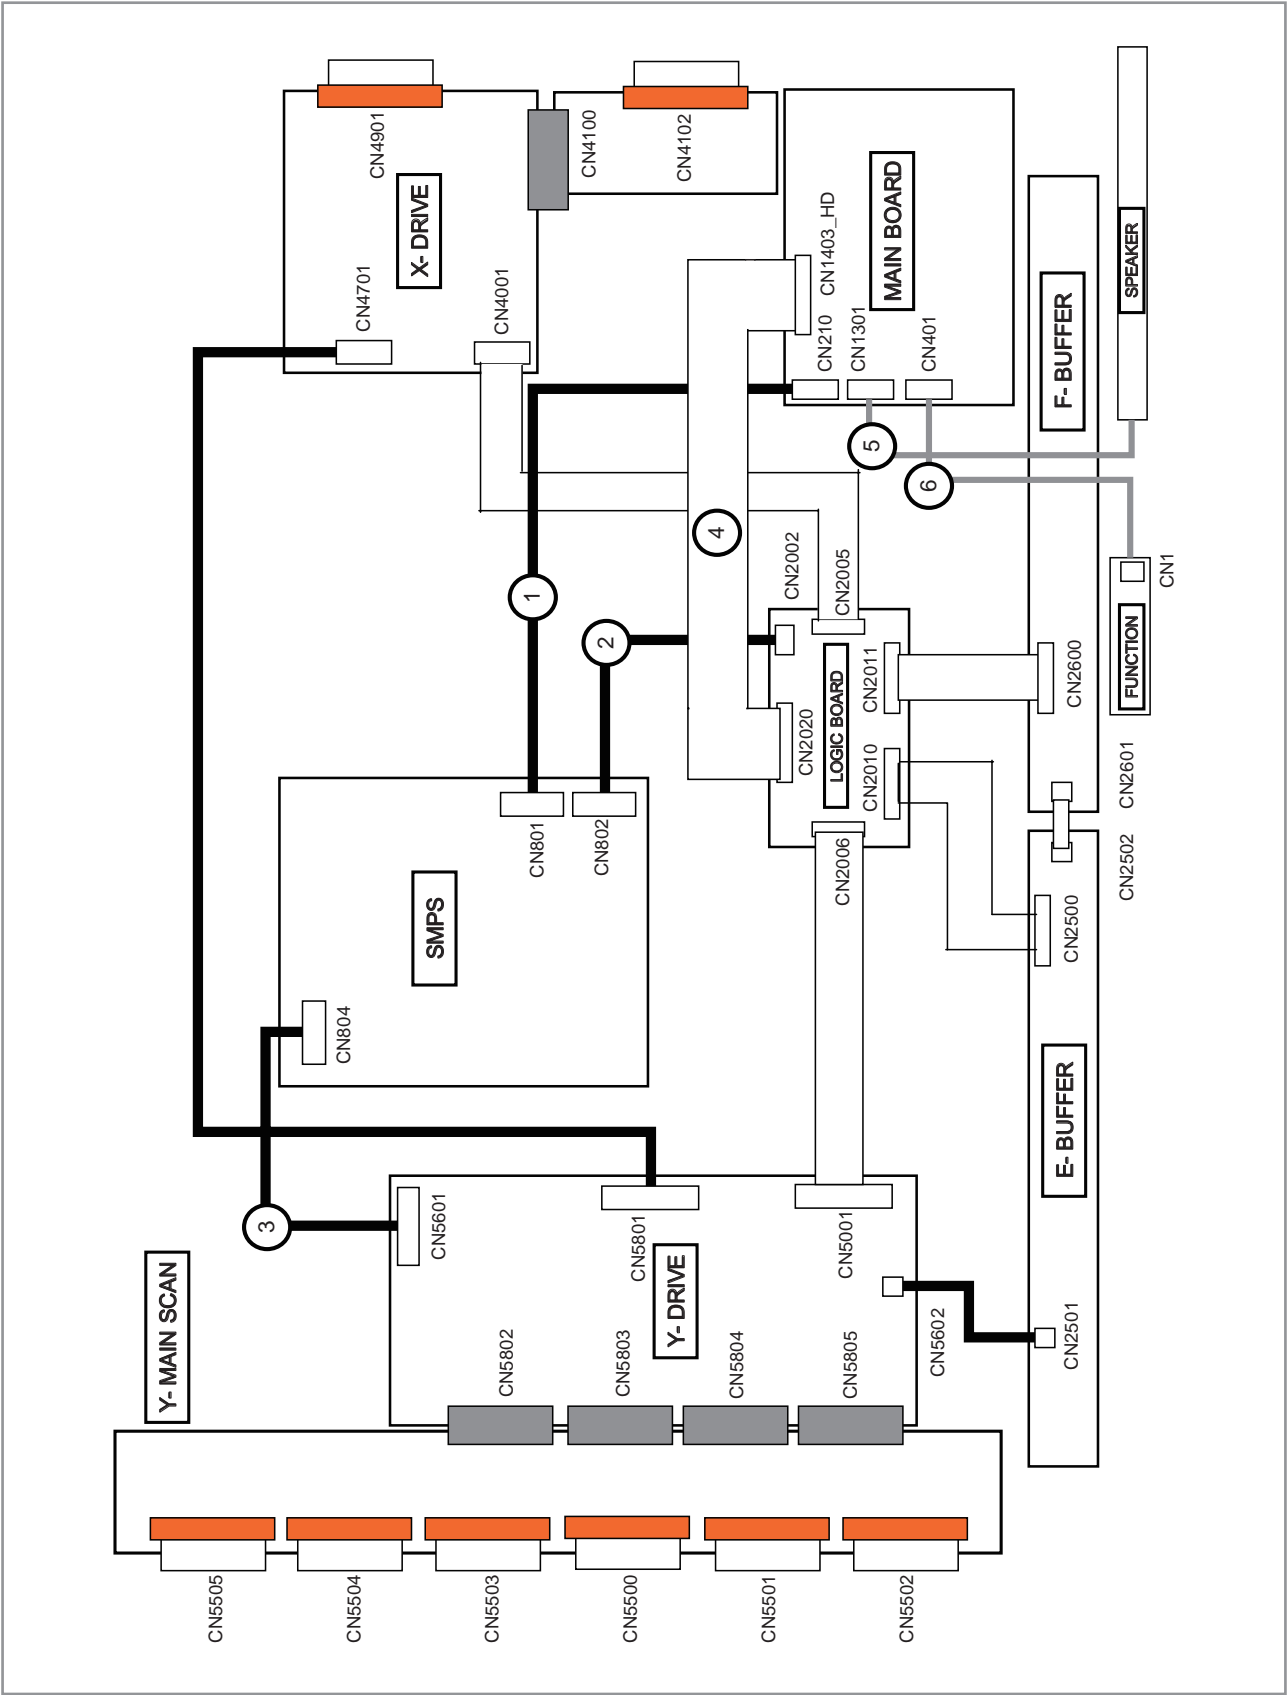 Y- MAIN SCAN
CN5505
CN5504
CN5503
CN5500
CN5501
CN5502
CN5802
CN5803
CN5804
CN5805
Y- DRIVE
CN5601
CN5801
CN5001
CN5602
3
SMPS
CN804
CN801
CN802
1
2
X- DRIVE
CN4901
CN4701
CN4001
CN4100
CN4102
4
MAIN BOARD
CN1403_HD
CN210
CN1301
CN401
5
6
LOGIC BOARD
CN2002
CN2005
CN2020
CN2011
CN2010
CN2006
E- BUFFER
CN2501
CN2500
CN2502
F- BUFFER
CN2601
CN2600
FUNCTION
CN1
SPEAKER